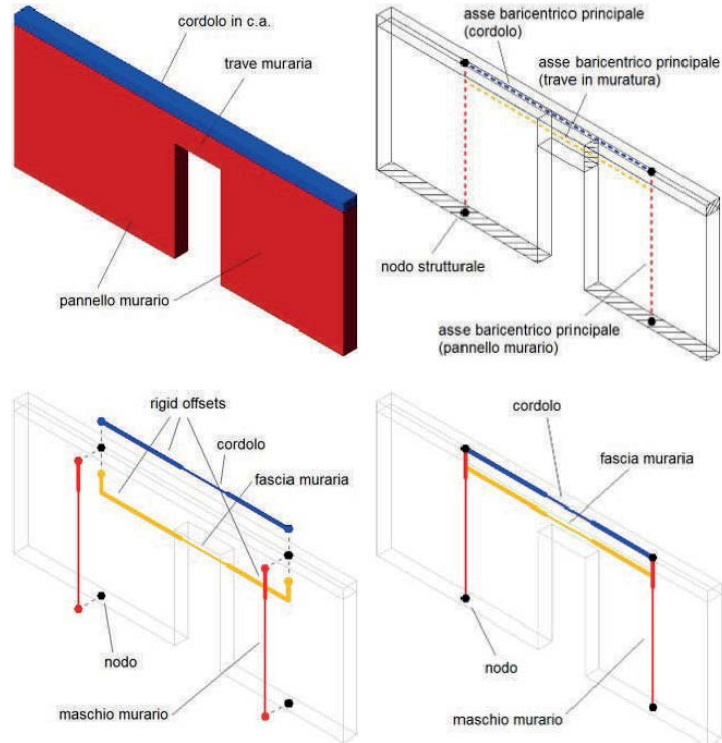 cordolo in c.a.
trave muraria
pannello murario
asse baricentrico principale
(cordolo)
asse baricentrico principale
(trave in muratura)
nodo strutturale
asse baricentrico principale
(pannello murario)
rigid offsets
cordolo
fascia muraria
nodo
maschio murario
cordolo
fascia muraria
nodo
maschio murario